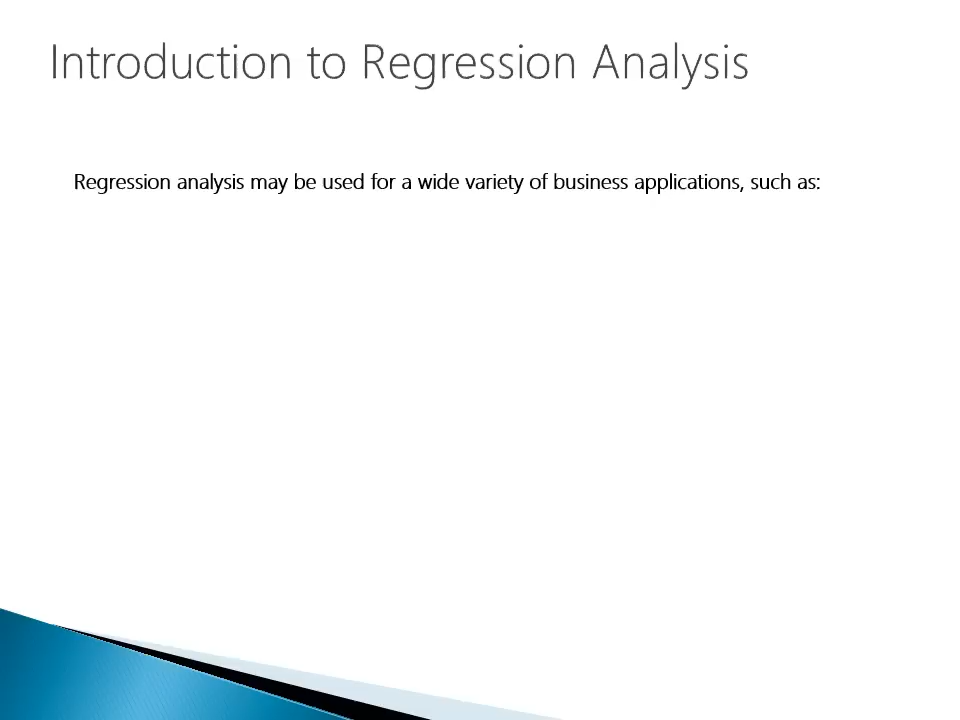 Introduction to Regression Analysis
Regression analysis may be used for a wide variety of business applications, such as: